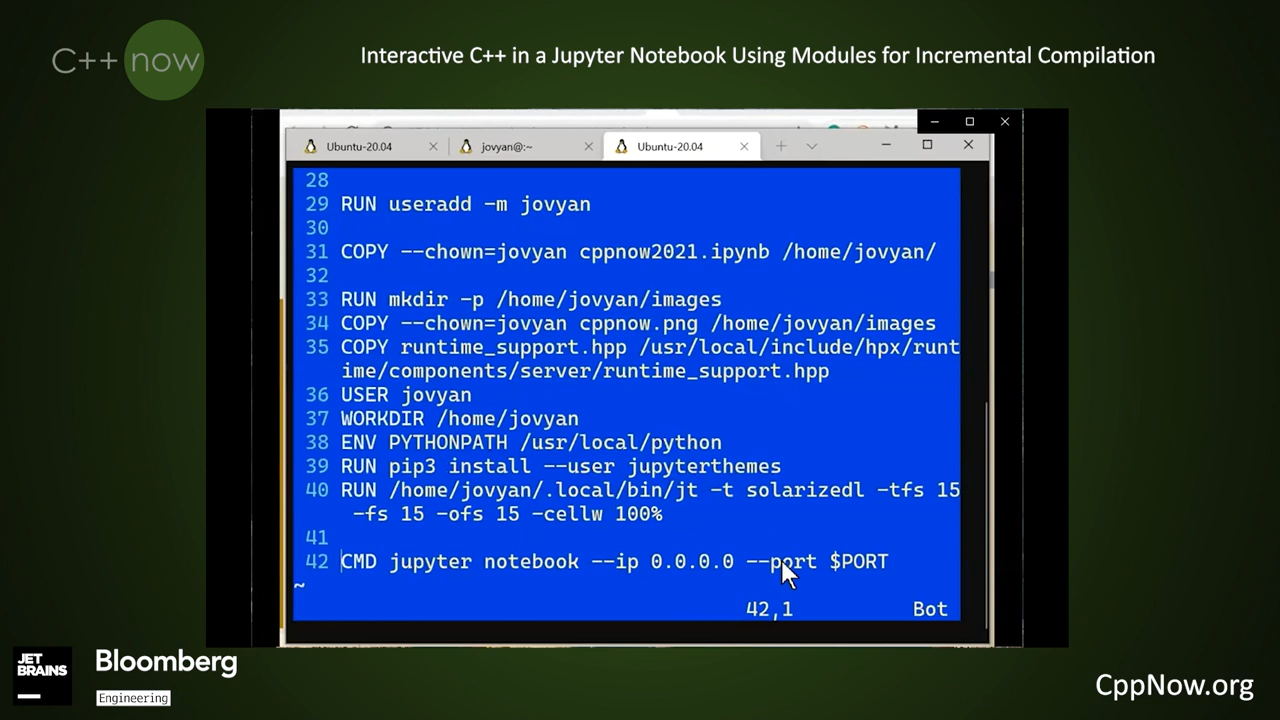 C++ now
Interactive C++ in a Jupyter Notebook Using Modules for Incremental Compilation
Ubuntu-20.04
jovyan@:~
Ubuntu-20.04
28
29 RUN useradd -m jovyan
30
31 COPY --chown=jovyan cppnow2021.ipynb /home/jovyan/
32
33 RUN mkdir -p /home/jovyan/images
34 COPY --chown=jovyan cppnow.png /home/jovyan/images
35 COPY runtime_support.hpp /usr/local/include/hpx/runt
ime/components/server/runtime_support.hpp
36 USER jovyan
37 WORKDIR /home/jovyan
38 ENV PYTHONPATH /usr/local/python
39 RUN pip3 install --user jupyterthemes
40 RUN /home/jovyan/.local/bin/jt -t solarizedl -tfs 15
-fs 15 -ofs 15 -cellw 100%
41
42 CMD jupyter notebook --ip 0.0.0.0 --port $PORT
~
42,1 Bot
JET
BRAINS
Bloomberg
Engineering
CppNow.org